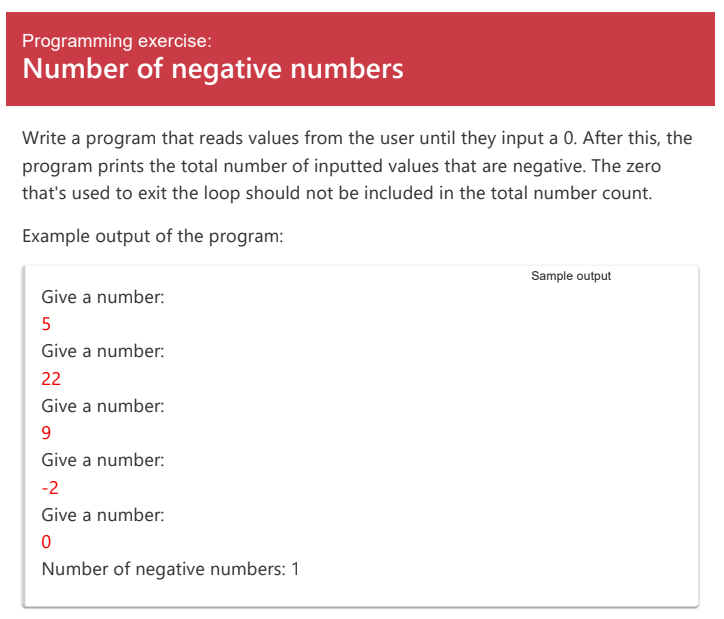 Programming exercise:
Number of negative numbers
Write a program that reads values from the user until they input a 0. After this, the
program prints the total number of inputted values that are negative. The zero
that's used to exit the loop should not be included in the total number count.
Example output of the program:
Sample output
Give a number:
5
Give a number:
22
Give a number:
9
Give a number:
-2
Give a number:
0
Number of negative numbers: 1